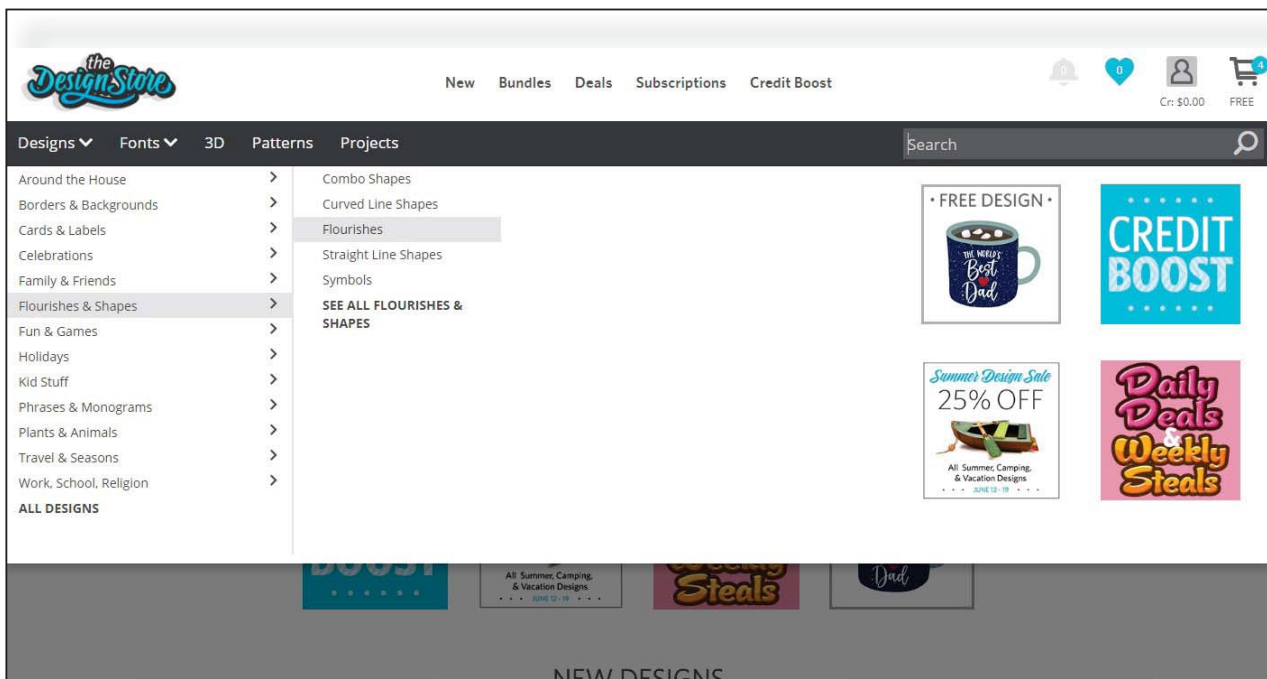 the
Design Store
New Bundles Deals Subscriptions Credit Boost
0
0
4
Cr: $0.00
FREE
Designs Fonts 3D Patterns Projects
Search
Around the House
Borders & Backgrounds
Cards & Labels
Celebrations
Family & Friends
Flourishes & Shapes
Fun & Games
Holidays
Kid Stuff
Phrases & Monograms
Plants & Animals
Travel & Seasons
Work, School, Religion
ALL DESIGNS
Combo Shapes
Curved Line Shapes
Flourishes
Straight Line Shapes
Symbols
SEE ALL FLOURISHES &
SHAPES
• FREE DESIGN •
THE WORLD'S
Best
Dad
CREDIT
BOOST
Summer Design Sale
25% OFF
All Summer, Camping,
& Vacation Designs
• • • JUNE 12 - 19 • • •
Daily
Deals
&
Weekly
Steals
BOOST
All Summer, Camping,
& Vacation Designs
• • • JUNE 12 - 19 • • •
Weekly
Steals
Dad
NEW DESIGNS